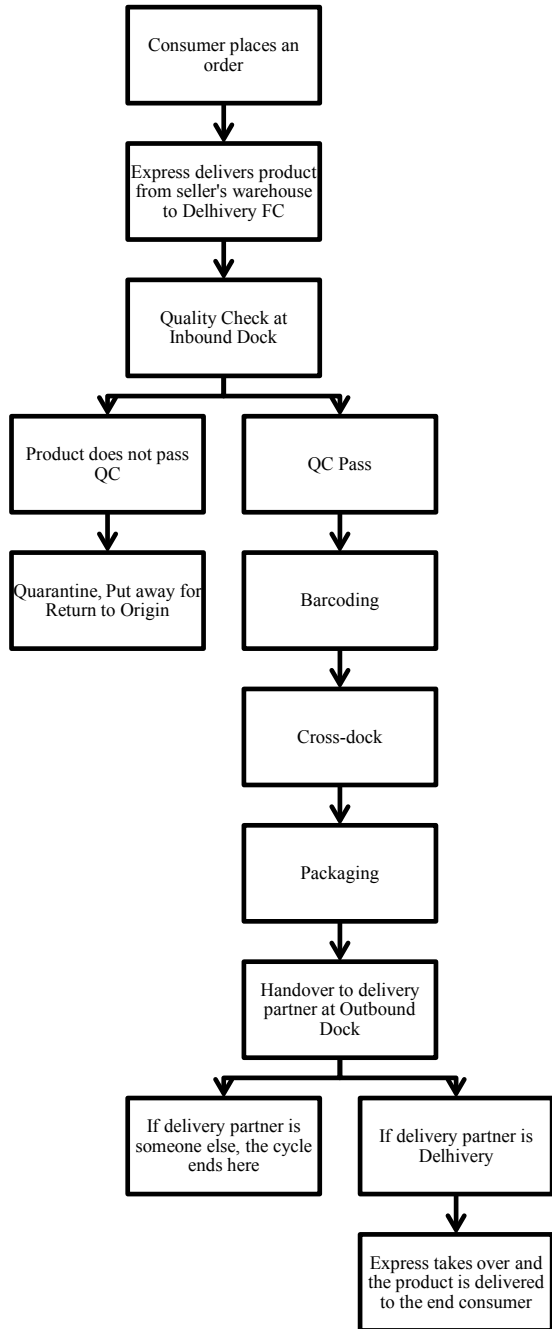 Consumer places an
order
Express delivers product
from seller's warehouse
to Delhivery FC
Quality Check at
Inbound Dock
Product does not pass
QC
QC Pass
Quarantine, Put away for
Return to Origin
Barcoding
Cross-dock
Packaging
Handover to delivery
partner at Outbound
Dock
If delivery partner is
someone else, the cycle
ends here
If delivery partner is
Delhivery
Express takes over and
the product is delivered
to the end consumer